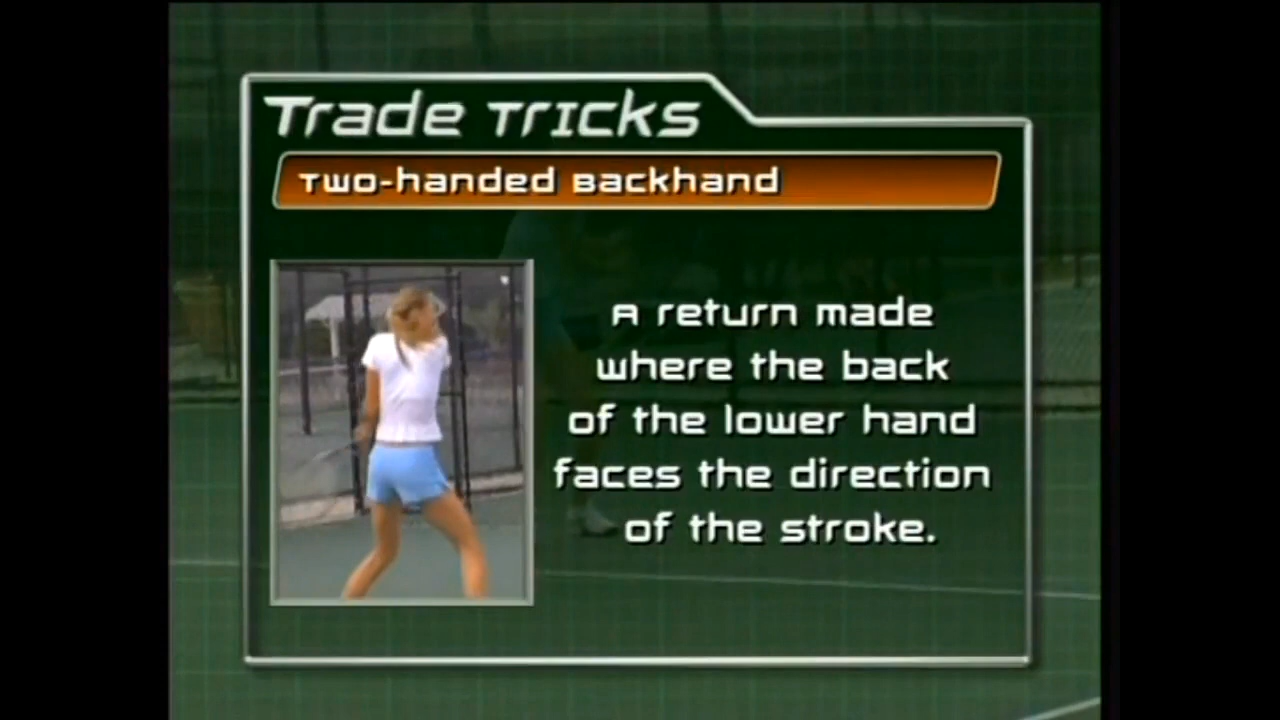 Trade Tricks
Two-handed Backhand
A return made
where the back
of the lower hand
faces the direction
of the stroke.